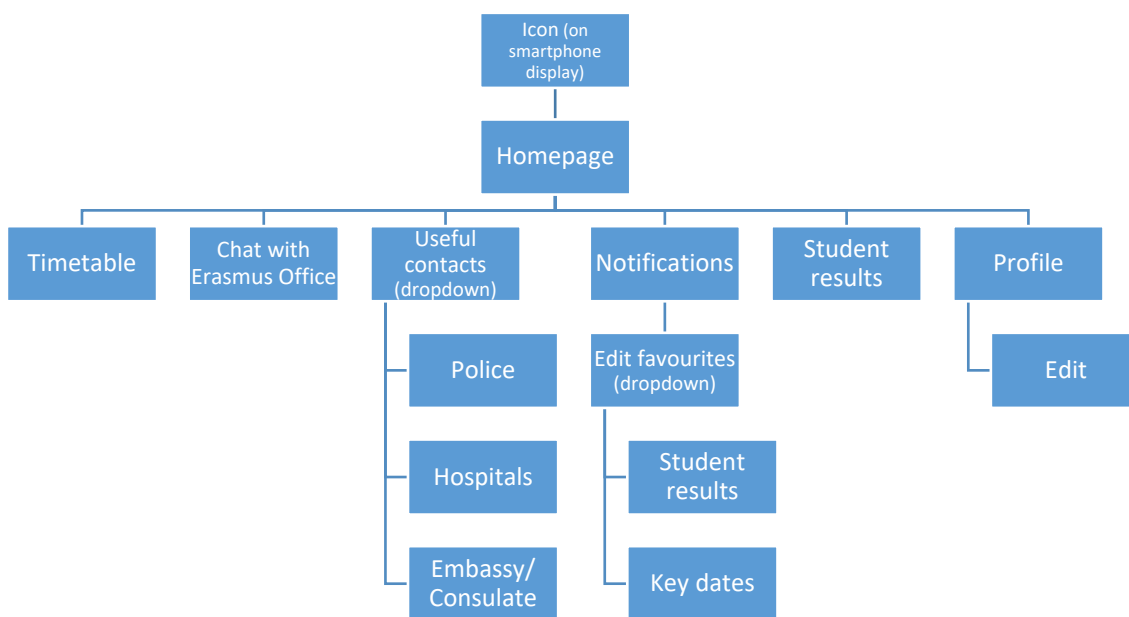 Icon (on
smartphone
display)
Homepage
Timetable
Chat with
Erasmus Office
Useful
contacts
(dropdown)
Notifications
Student
results
Profile
Police
Edit favourites
(dropdown)
Edit
Hospitals
Student
results
Embassy/
Consulate
Key dates